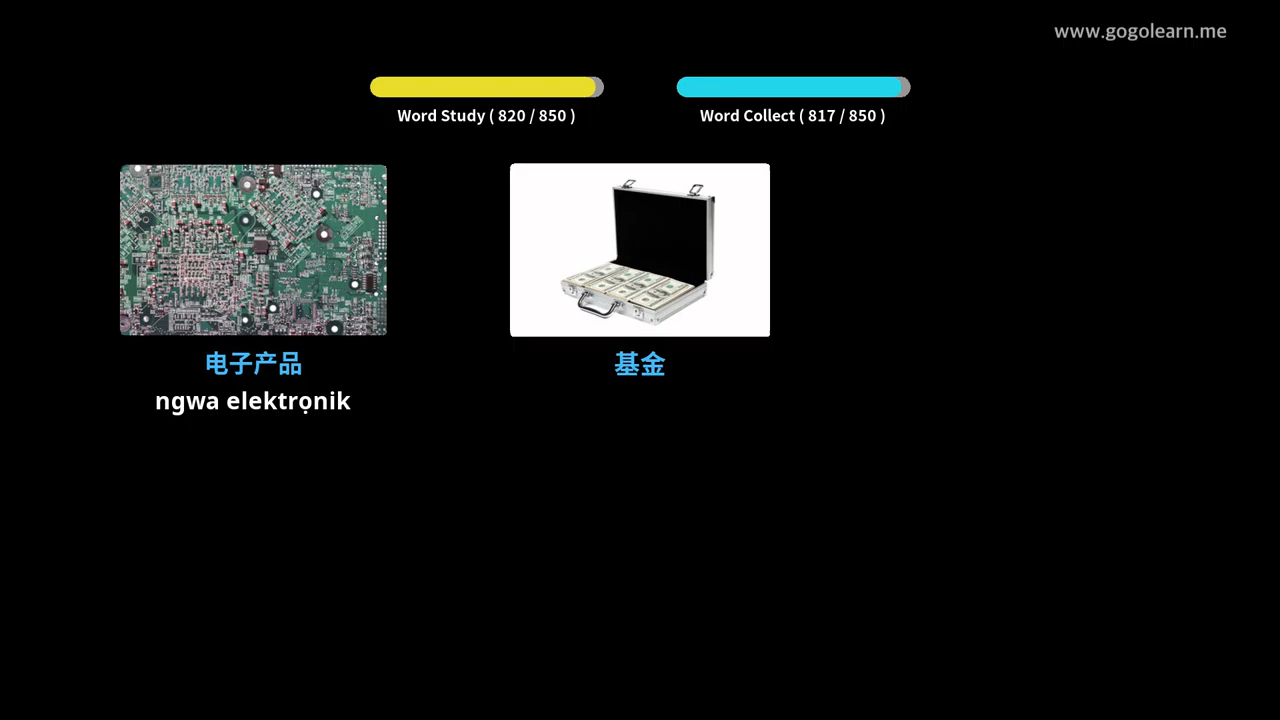 www.gogolearn.me
Word Study ( 820 / 850 )
Word Collect ( 817 / 850 )
电子产品
基金
ngwa elektrọnik